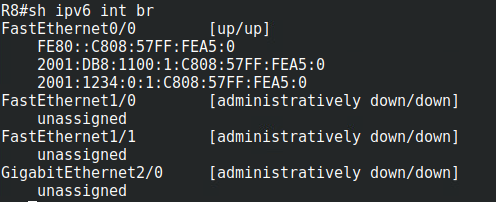 R8#sh ipv6 int br
FastEthernet0/0        [up/up]
    FE80::C808:57FF:FEA5:0
    2001:DB8:1100:1:C808:57FF:FEA5:0
    2001:1234:0:1:C808:57FF:FEA5:0
FastEthernet1/0        [administratively down/down]
    unassigned
FastEthernet1/1        [administratively down/down]
    unassigned
GigabitEthernet2/0     [administratively down/down]
    unassigned